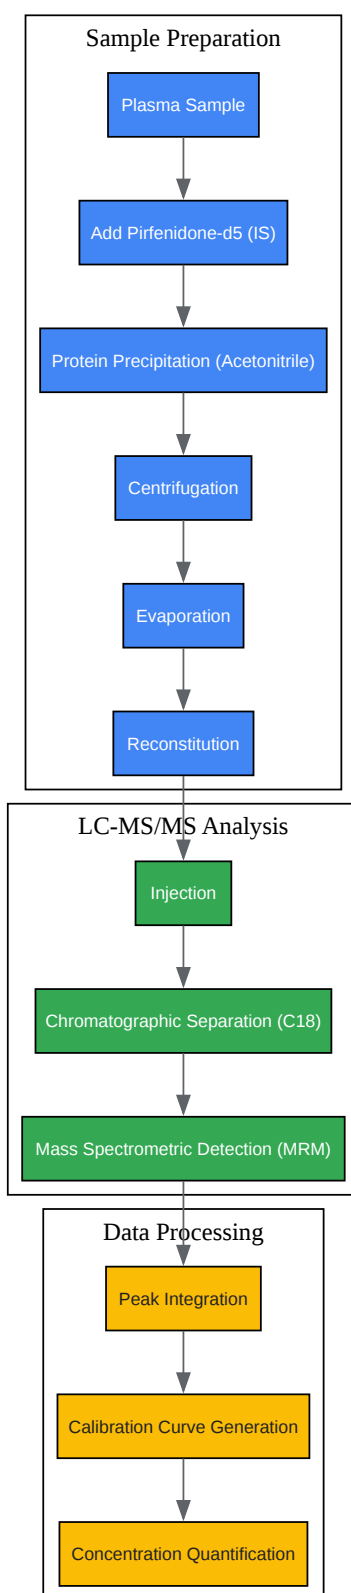 Sample Preparation
Plasma Sample
Add Pirfenidone-d5 (IS)
Protein Precipitation (Acetonitrile)
Centrifugation
Evaporation
Reconstitution
LC-MS/MS Analysis
Injection
Chromatographic Separation (C18)
Mass Spectrometric Detection (MRM)
Data Processing
Peak Integration
Calibration Curve Generation
Concentration Quantification